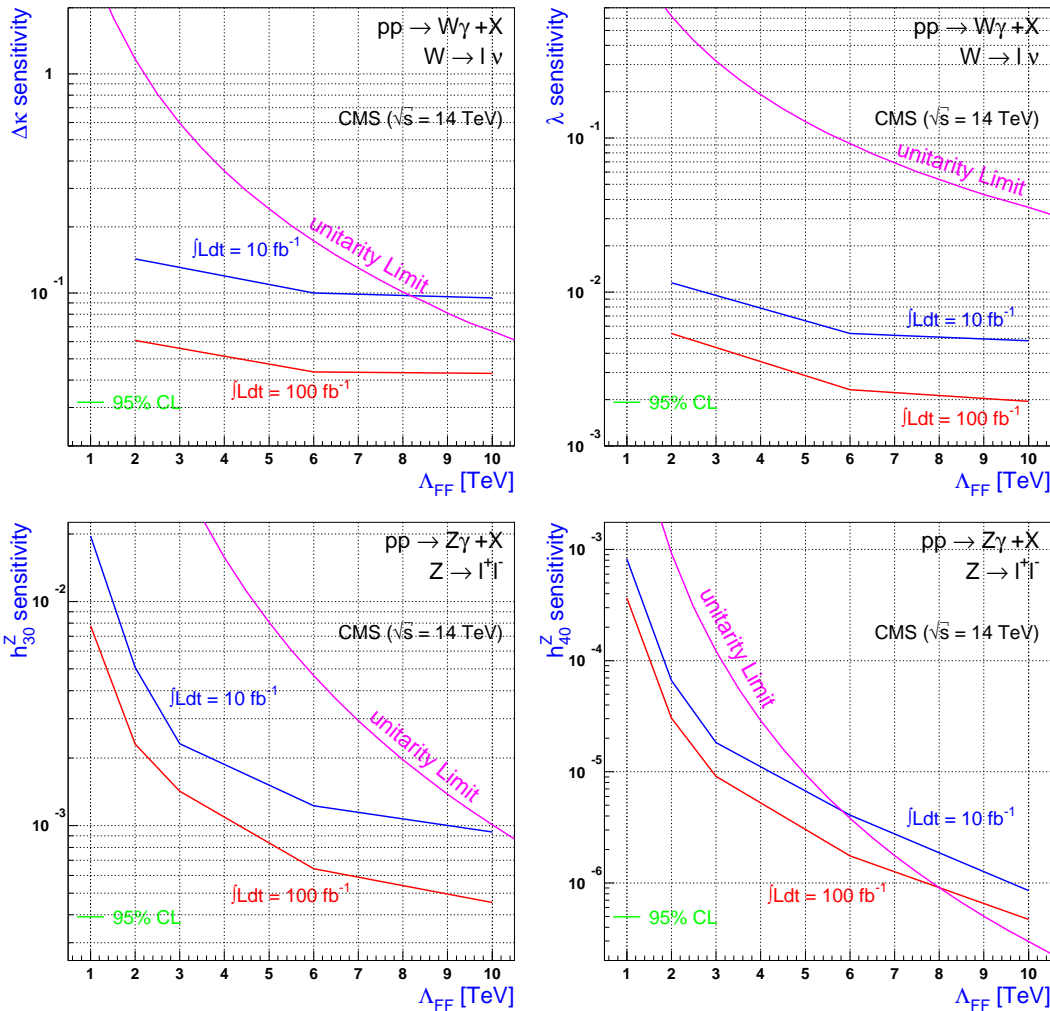 Δκ sensitivity
1
10⁻¹
pp → Wγ +X
W → l ν
CMS (√s = 14 TeV)
unitarity Limit
∫Ldt = 10 fb⁻¹
∫Ldt = 100 fb⁻¹
95% CL
1 2 3 4 5 6 7 8 9 10
Λ_FF [TeV]
λ sensitivity
10⁻¹
10⁻²
10⁻³
pp → Wγ +X
W → l ν
CMS (√s = 14 TeV)
unitarity Limit
∫Ldt = 10 fb⁻¹
∫Ldt = 100 fb⁻¹
95% CL
1 2 3 4 5 6 7 8 9 10
Λ_FF [TeV]
h^Z_30 sensitivity
10⁻²
10⁻³
pp → Zγ +X
Z → l⁺l⁻
CMS (√s = 14 TeV)
∫Ldt = 10 fb⁻¹
unitarity Limit
∫Ldt = 100 fb⁻¹
95% CL
1 2 3 4 5 6 7 8 9 10
Λ_FF [TeV]
h^Z_40 sensitivity
10⁻³
10⁻⁴
10⁻⁵
10⁻⁶
pp → Zγ +X
Z → l⁺l⁻
CMS (√s = 14 TeV)
unitarity Limit
∫Ldt = 10 fb⁻¹
∫Ldt = 100 fb⁻¹
95% CL
1 2 3 4 5 6 7 8 9 10
Λ_FF [TeV]